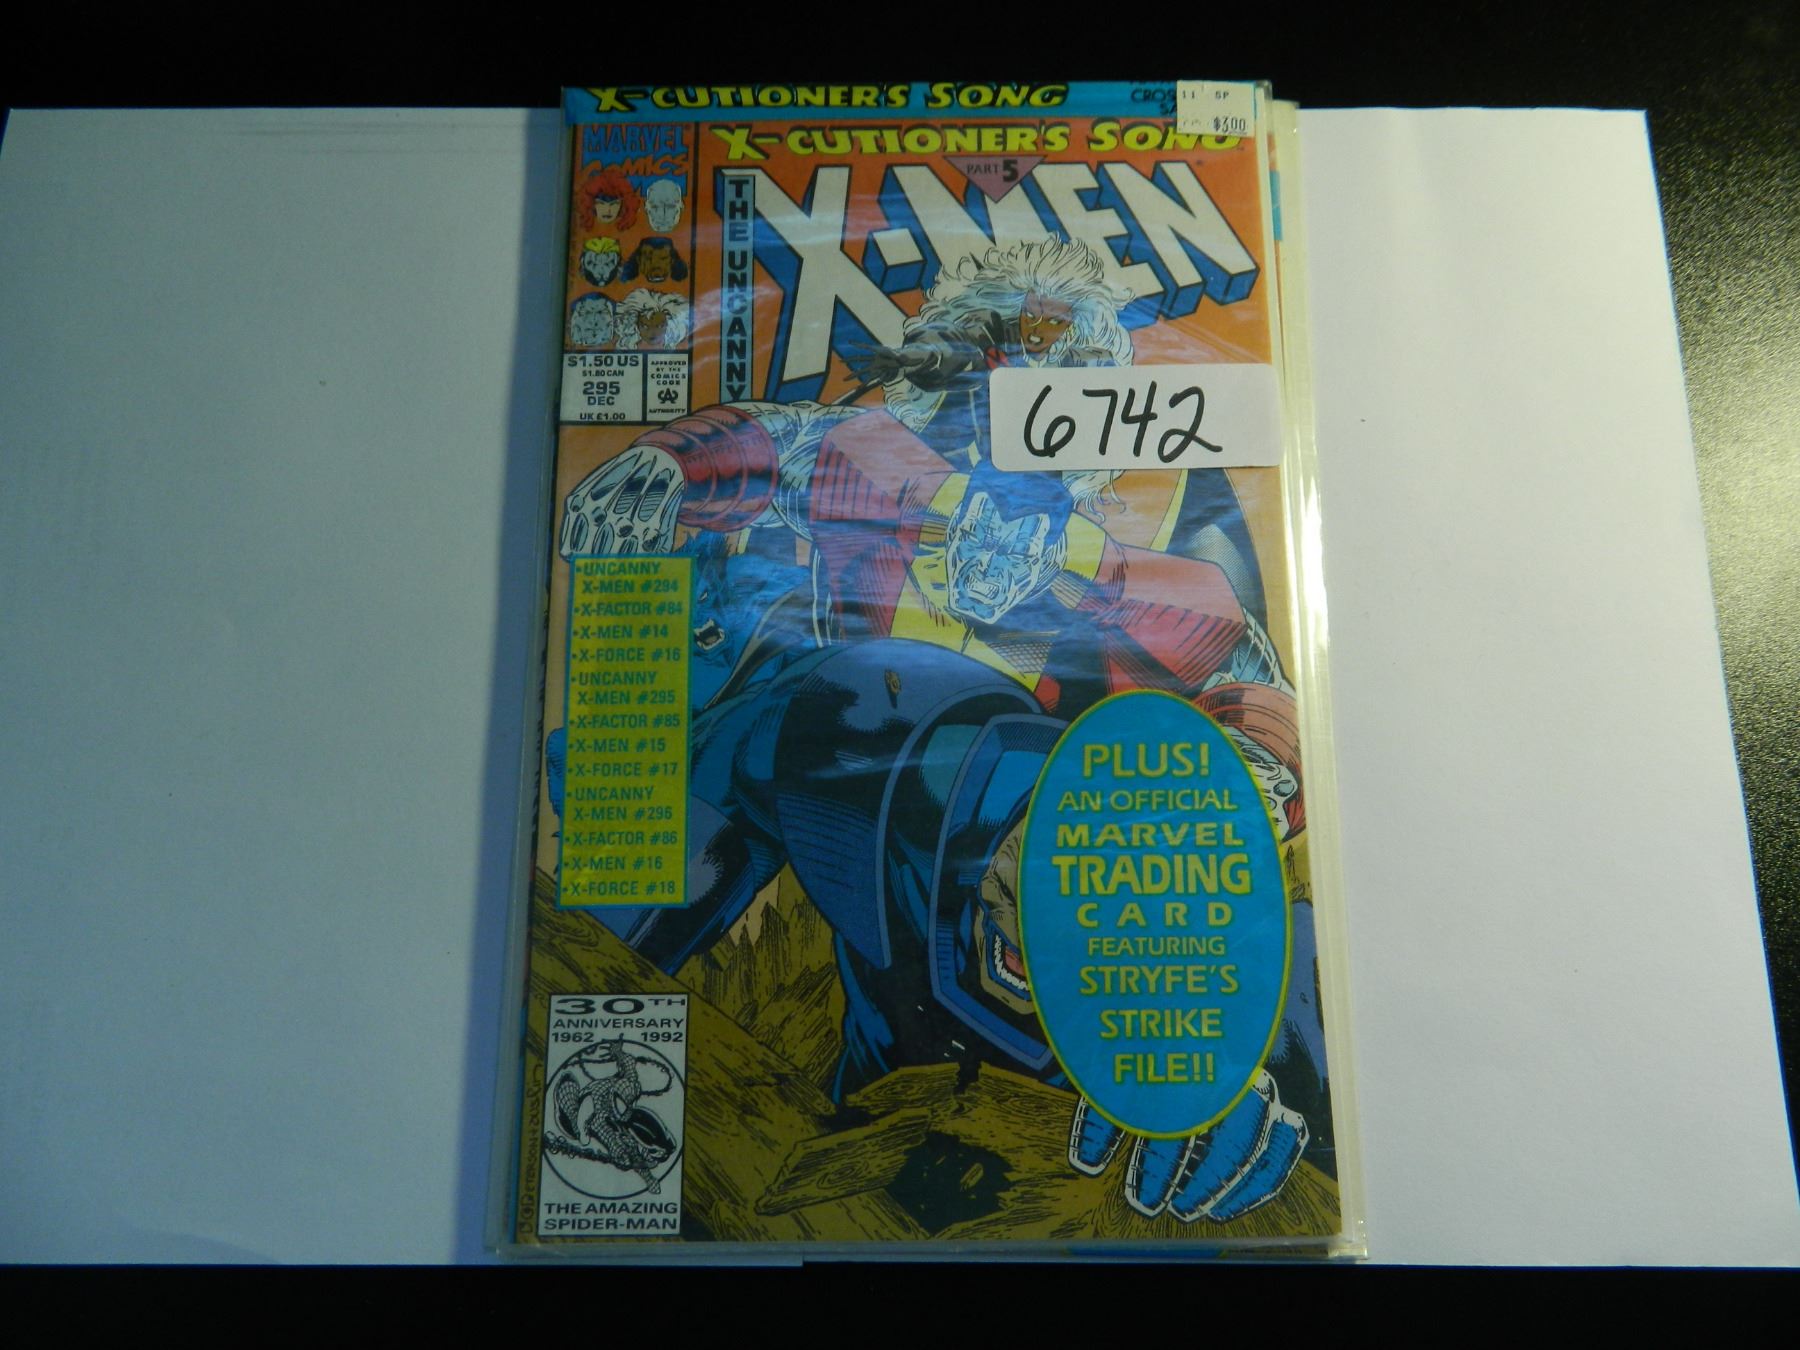 X-CUTIONER'S SONG
CROS
11 SP
$3.00
MARVEL
COMICS
X-CUTIONER'S SONG
PART 5
THE UNCANNY
X-MEN
$1.50 US
$1.80 CAN
295
DEC
UK £1.00
APPROVED
BY THE
COMICS
CODE
CA
AUTHORITY
6742
•UNCANNY
X-MEN #294
•X-FACTOR #84
•X-MEN #14
•X-FORCE #16
•UNCANNY
X-MEN #295
•X-FACTOR #85
•X-MEN #15
•X-FORCE #17
•UNCANNY
X-MEN #296
•X-FACTOR #86
•X-MEN #16
•X-FORCE #18
PLUS!
AN OFFICIAL
MARVEL
TRADING
CARD
FEATURING
STRYFE'S
STRIKE
FILE!!
30TH
ANNIVERSARY
1962 1992
THE AMAZING
SPIDER-MAN